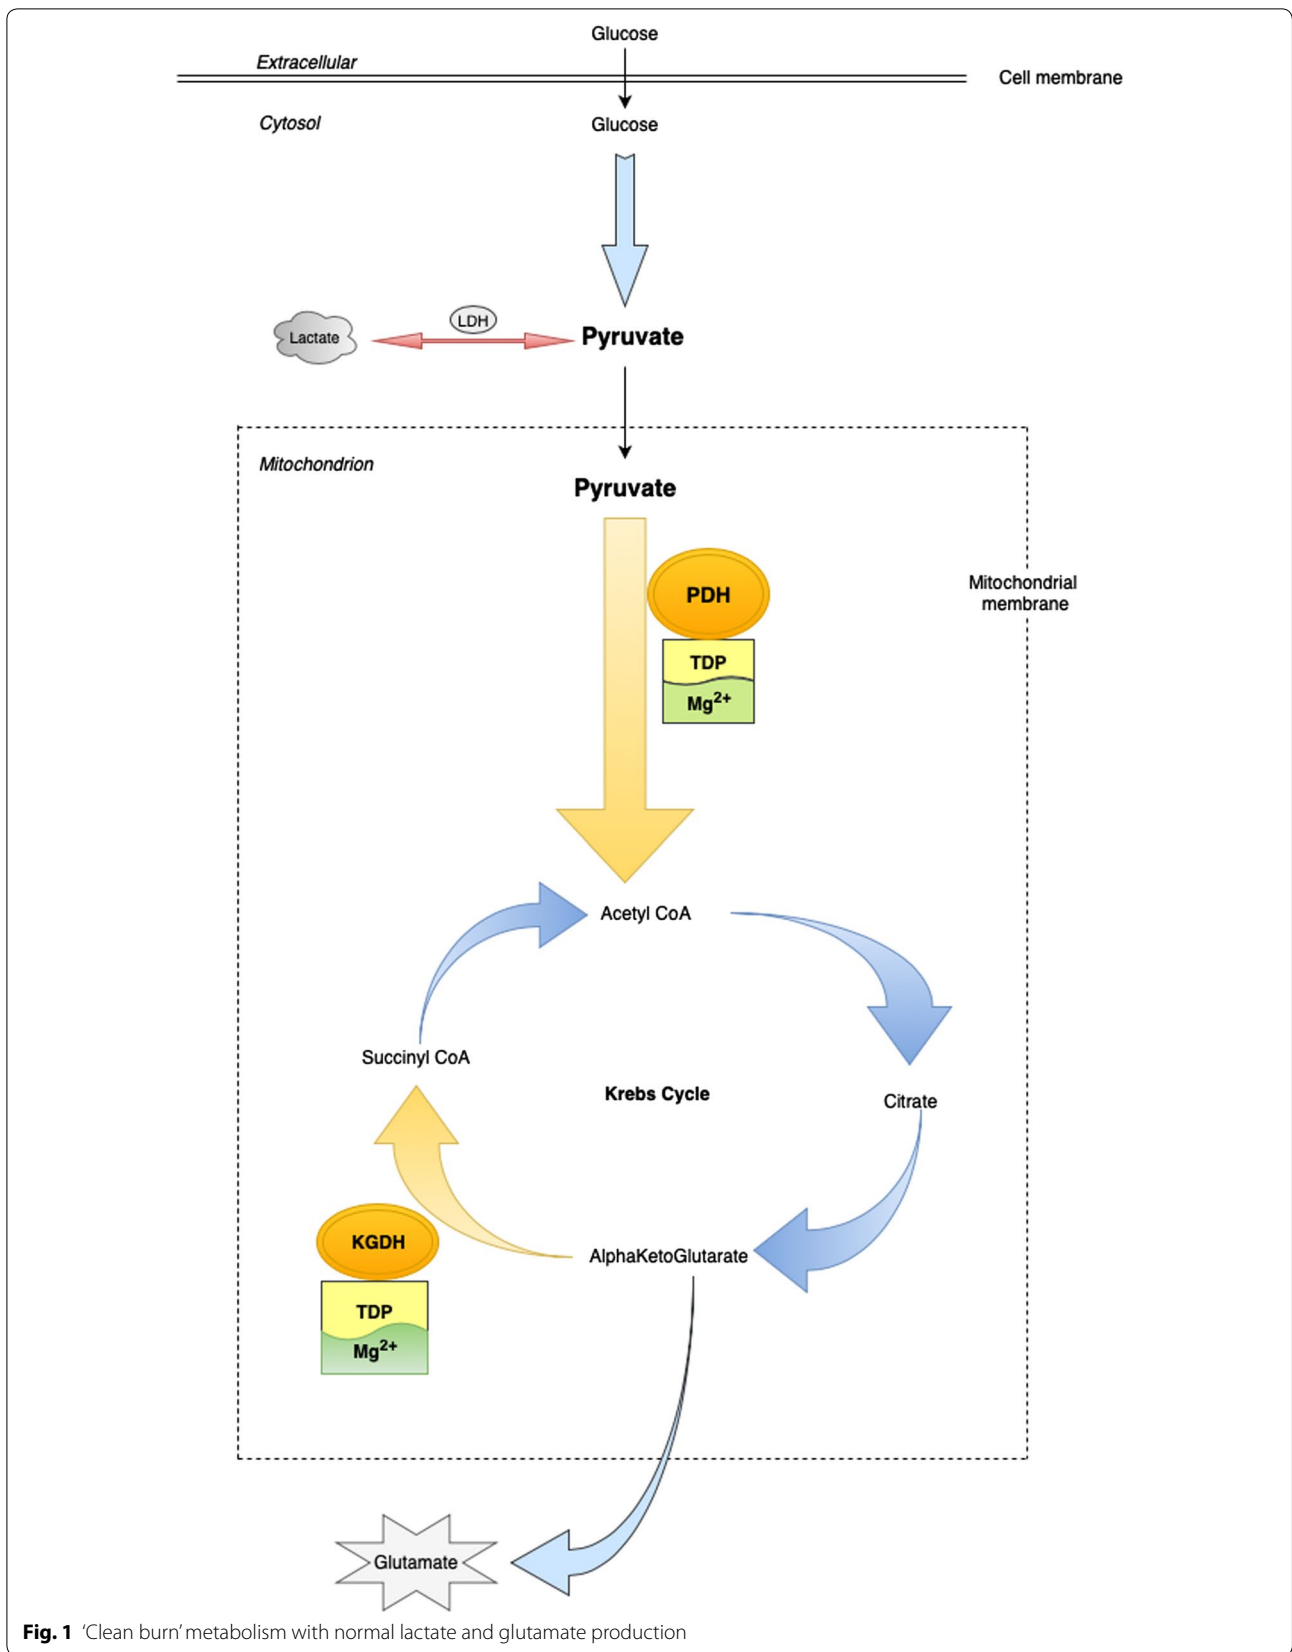 Glucose
Extracellular
Cell membrane
Cytosol
Glucose
LDH
Lactate
Pyruvate
Mitochondrion
Pyruvate
Mitochondrial
membrane
PDH
TDP
Mg²⁺
Acetyl CoA
Succinyl CoA
Krebs Cycle
Citrate
KGDH
AlphaKetoGlutarate
TDP
Mg²⁺
Glutamate
Fig. 1 ‘Clean burn’ metabolism with normal lactate and glutamate production